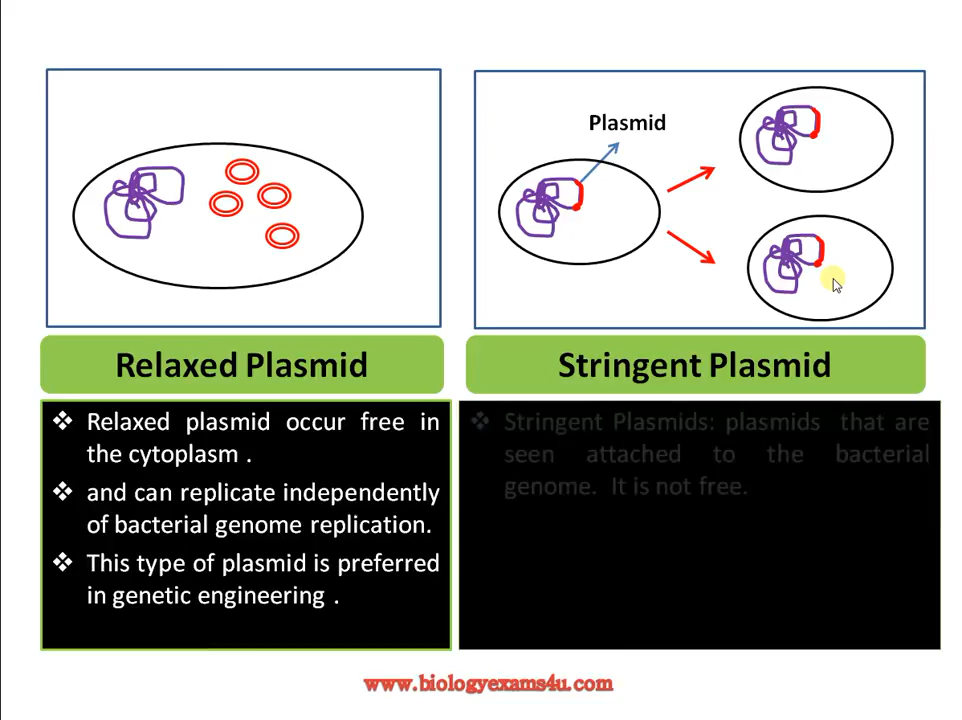 Plasmid
Relaxed Plasmid
Stringent Plasmid
❖ Relaxed plasmid occur free in
the cytoplasm .
❖ and can replicate independently
of bacterial genome replication.
❖ This type of plasmid is preferred
in genetic engineering .
❖ Stringent Plasmids: plasmids that are
seen attached to the bacterial
genome. It is not free.
www.biologyexams4u.com